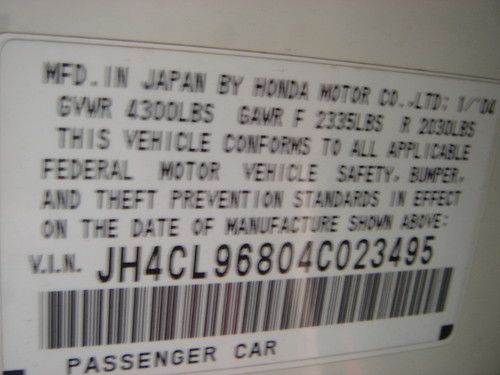 MFD. IN JAPAN BY HONDA MOTOR CO., LTD: 1/'04
GVWR 4300LBS GAWR F 2335LBS R 2030LBS
THIS VEHICLE CONFORMS TO ALL APPLICABLE
FEDERAL MOTOR VEHICLE SAFETY, BUMPER,
AND THEFT PREVENTION STANDARDS IN EFFECT
ON THE DATE OF MANUFACTURE SHOWN ABOVE:
V.I.N. JH4CL96804C023495
PASSENGER CAR